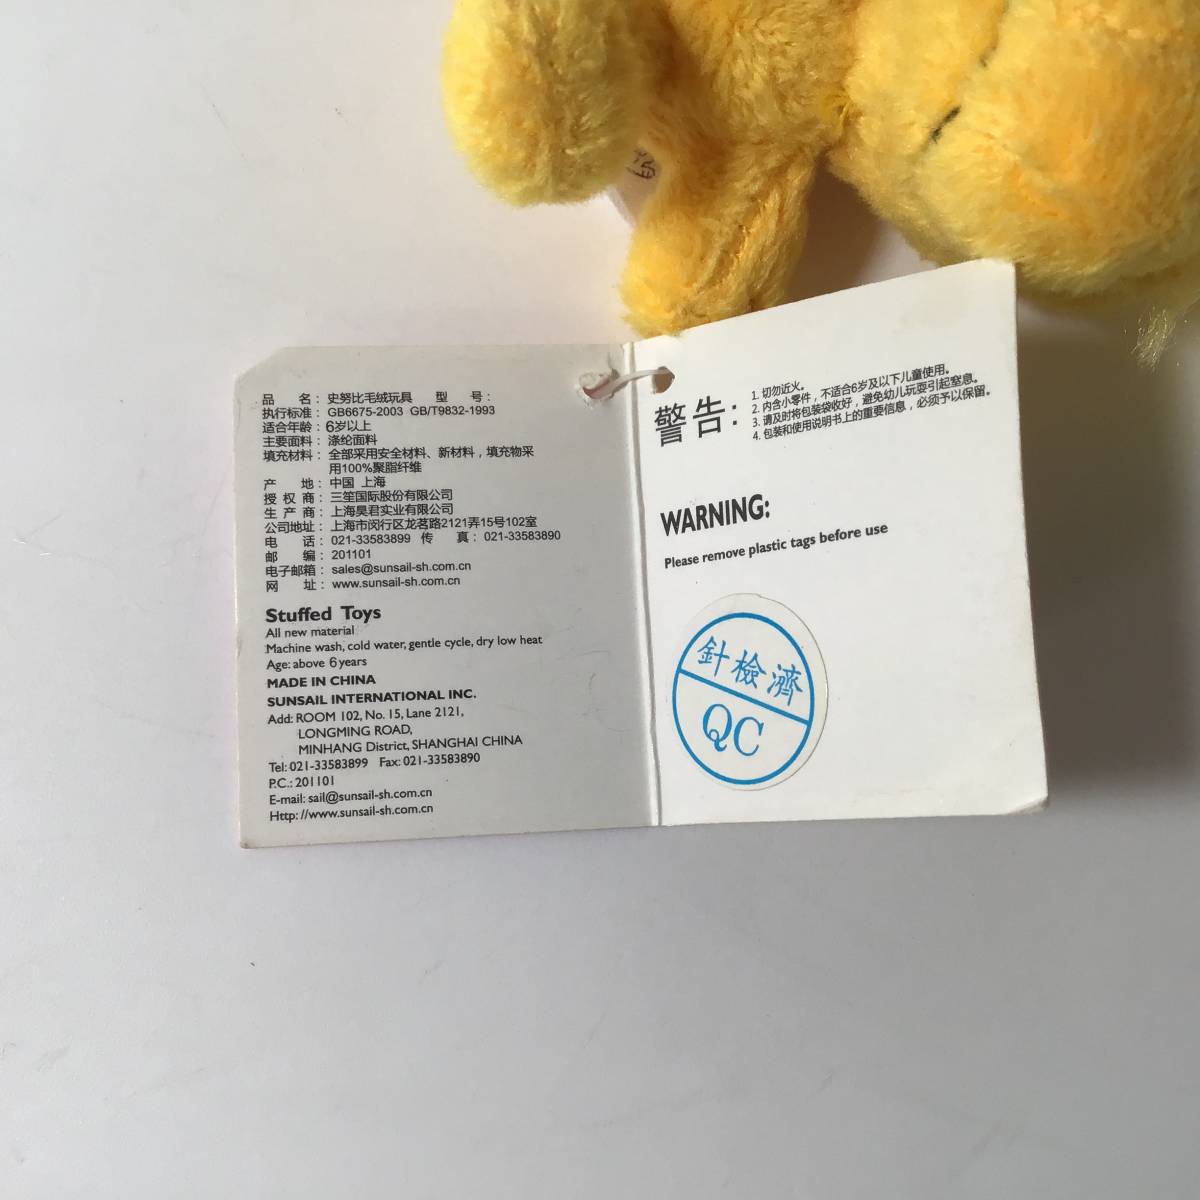 品 名：史努比毛绒玩具 型 号：
执行标准：GB6675-2003 GB/T9832-1993
适合年龄：6岁以上
主要面料：涤纶面料
填充材料：全部采用安全材料、新材料，填充物采
用100%聚脂纤维
产 地：中国 上海
授 权 商：三笙国际股份有限公司
生 产 商：上海昊君实业有限公司
公司地址：上海市闵行区龙茗路2121弄15号102室
电 话：021-33583899 传 真：021-33583890
邮 编：201101
电子邮箱：sales@sunsail-sh.com.cn
网 址：www.sunsail-sh.com.cn
Stuffed Toys
All new material
Machine wash, cold water, gentle cycle, dry low heat
Age: above 6 years
MADE IN CHINA
SUNSAIL INTERNATIONAL INC.
Add: ROOM 102, No. 15, Lane 2121,
LONGMING ROAD,
MINHANG District, SHANGHAI CHINA
Tel: 021-33583899 Fax: 021-33583890
P.C.: 201101
E-mail: sail@sunsail-sh.com.cn
Http://www.sunsail-sh.com.cn
警告：
1. 切勿近火。
2. 内含小零件，不适合6岁及以下儿童使用。
3. 请及时将包装袋收好，避免幼儿玩耍引起窒息。
4. 包装和使用说明书上的重要信息，必须予以保留。
WARNING:
Please remove plastic tags before use
針檢濟
QC